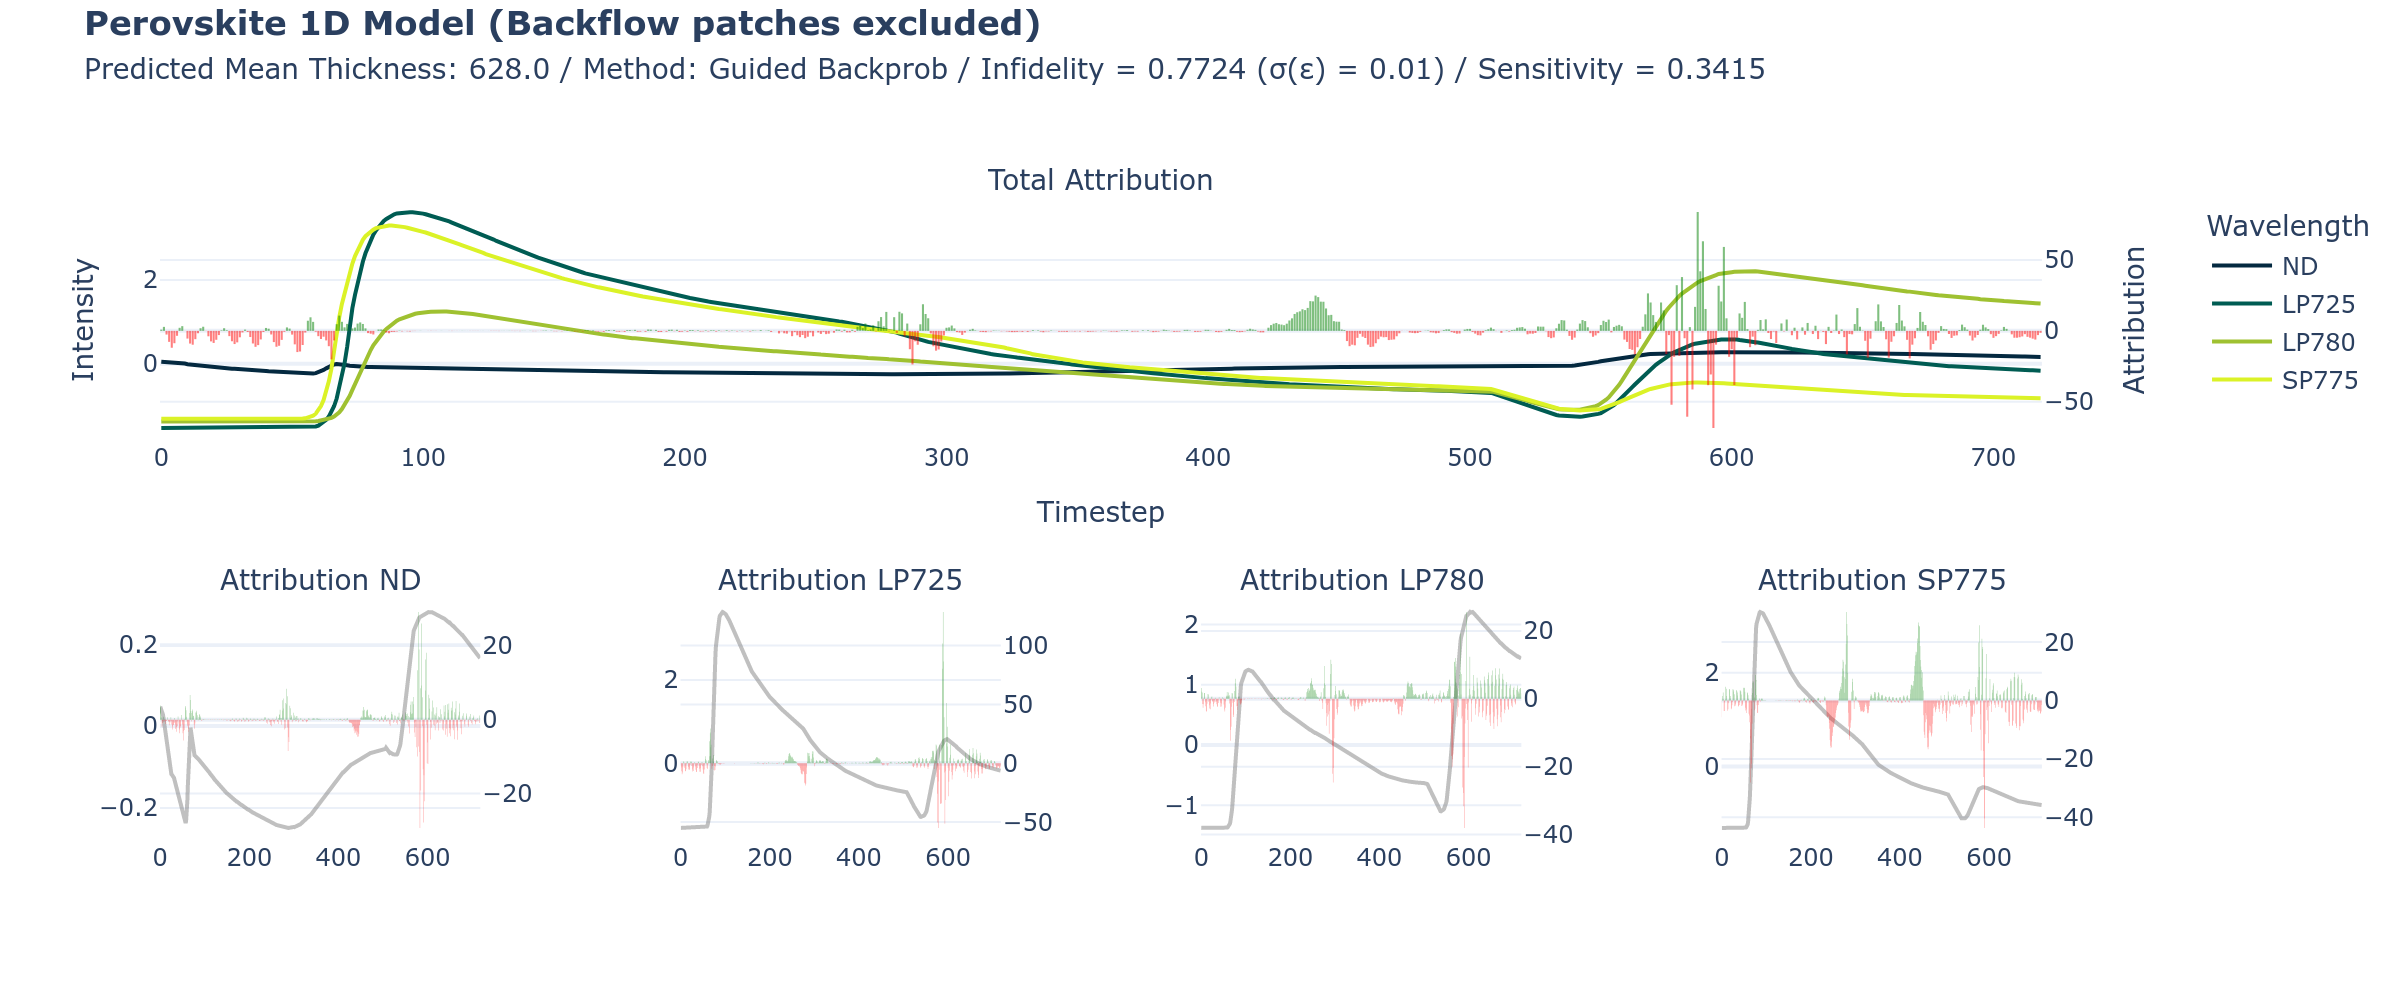 Perovskite 1D Model (Backflow patches excluded)
Predicted Mean Thickness: 628.0 / Method: Guided Backprob / Infidelity = 0.7724 (σ(ε) = 0.01) / Sensitivity = 0.3415
Total Attribution
Intensity
2
0
50
0
−50
Attribution
0 100 200 300 400 500 600 700
Timestep
Wavelength
ND
LP725
LP780
SP775
Attribution ND
0.2
0
−0.2
20
0
−20
0 200 400 600
Attribution LP725
2
0
100
50
0
−50
0 200 400 600
Attribution LP780
2
1
0
−1
20
0
−20
−40
0 200 400 600
Attribution SP775
2
0
20
0
−20
−40
0 200 400 600